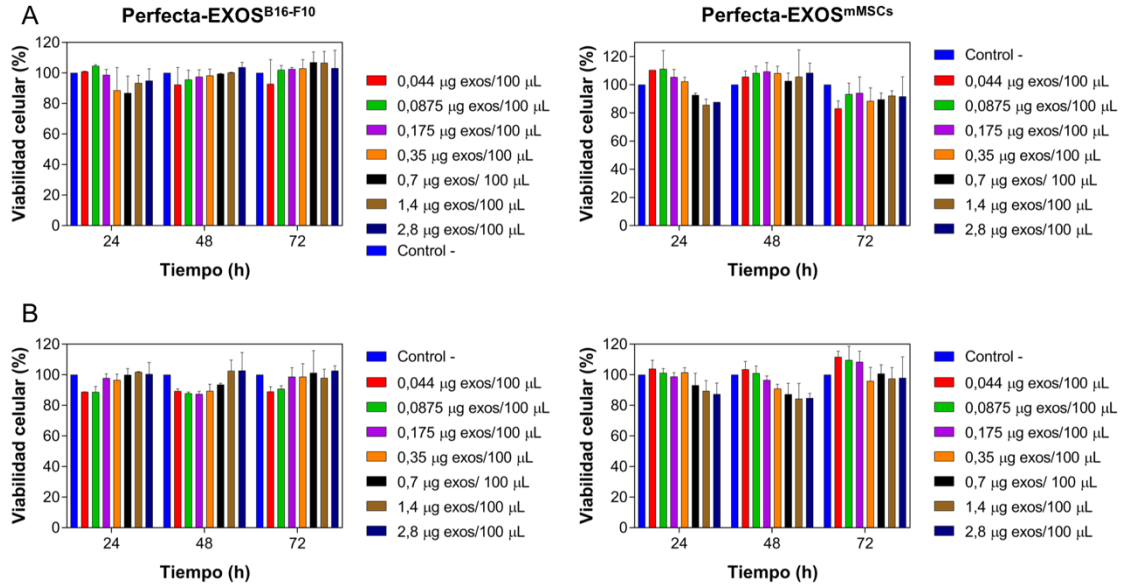 A
Perfecta-EXOSB16-F10
Perfecta-EXOSmMSCs
Viabilidad celular (%)
120
100
80
60
40
20
0
24
48
72
Tiempo (h)
0,044 μg exos/100 μL
0,0875 μg exos/100 μL
0,175 μg exos/100 μL
0,35 μg exos/100 μL
0,7 μg exos/ 100 μL
1,4 μg exos/100 μL
2,8 μg exos/100 μL
Control -
Viabilidad celular (%)
120
100
80
60
40
20
0
24
48
72
Tiempo (h)
Control -
0,044 μg exos/100 μL
0,0875 μg exos/100 μL
0,175 μg exos/100 μL
0,35 μg exos/100 μL
0,7 μg exos/ 100 μL
1,4 μg exos/100 μL
2,8 μg exos/100 μL
B
Viabilidad celular (%)
120
100
80
60
40
20
0
24
48
72
Tiempo (h)
Control -
0,044 μg exos/100 μL
0,0875 μg exos/100 μL
0,175 μg exos/100 μL
0,35 μg exos/100 μL
0,7 μg exos/ 100 μL
1,4 μg exos/100 μL
2,8 μg exos/100 μL
Viabilidad celular (%)
120
100
80
60
40
20
0
24
48
72
Tiempo (h)
Control -
0,044 μg exos/100 μL
0,0875 μg exos/100 μL
0,175 μg exos/100 μL
0,35 μg exos/100 μL
0,7 μg exos/ 100 μL
1,4 μg exos/100 μL
2,8 μg exos/100 μL